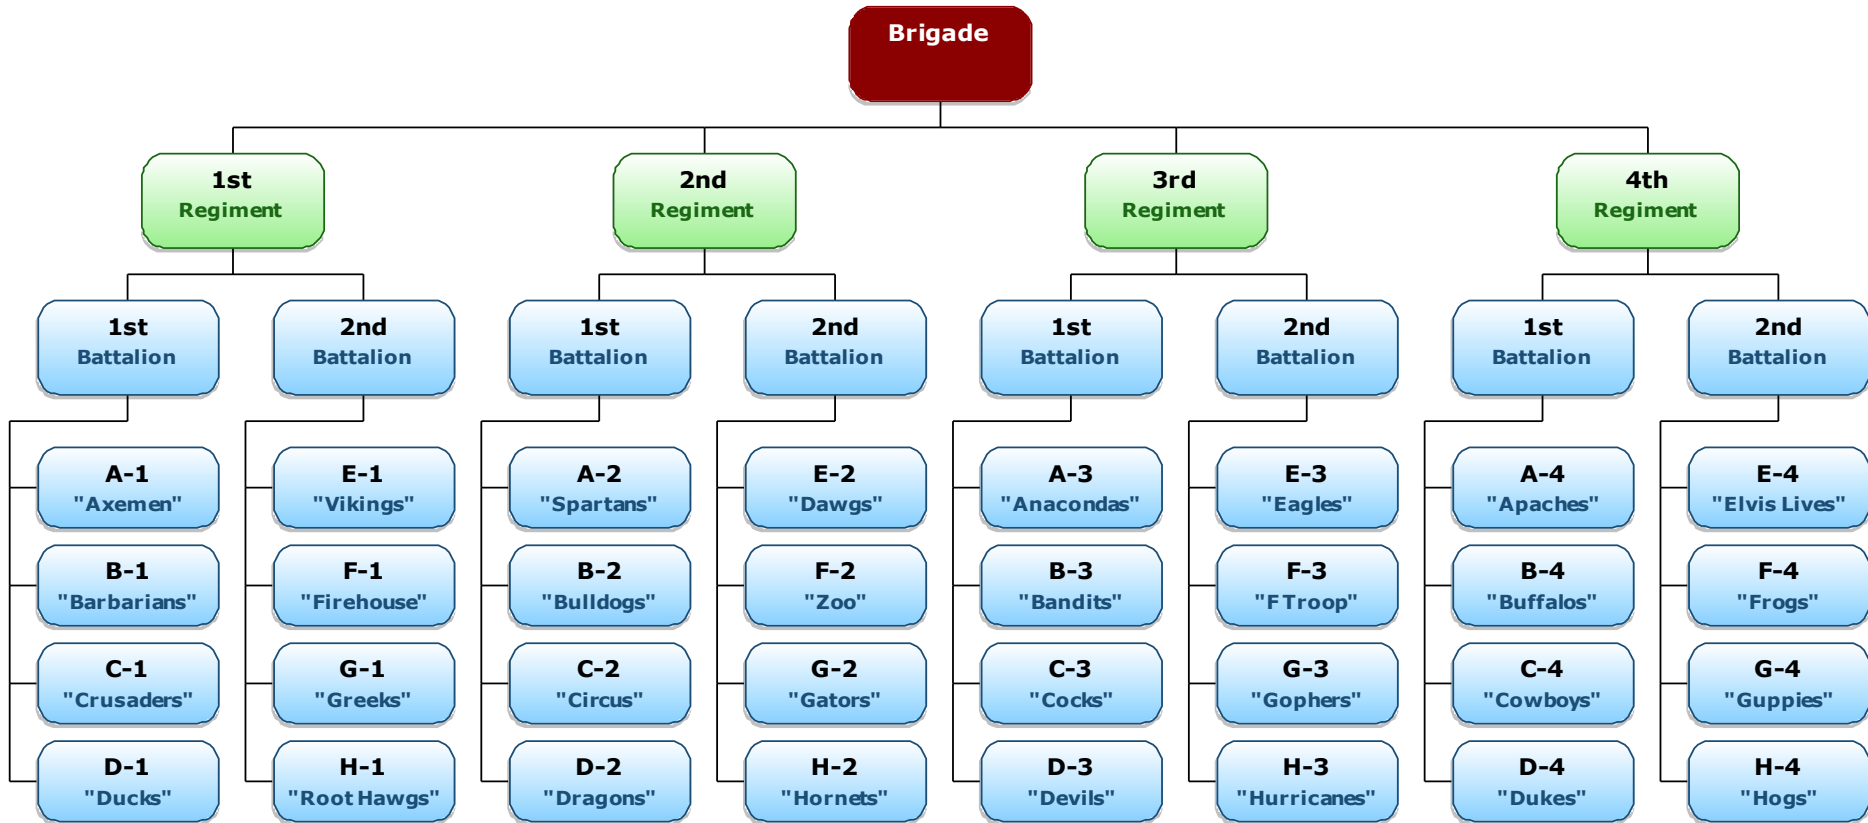 Brigade
1st
Regiment
2nd
Regiment
3rd
Regiment
4th
Regiment
1st
Battalion
2nd
Battalion
1st
Battalion
2nd
Battalion
1st
Battalion
2nd
Battalion
1st
Battalion
2nd
Battalion
A-1
"Axemen"
B-1
"Barbarians"
C-1
"Crusaders"
D-1
"Ducks"
E-1
"Vikings"
F-1
"Firehouse"
G-1
"Greeks"
H-1
"Root Hawgs"
A-2
"Spartans"
B-2
"Bulldogs"
C-2
"Circus"
D-2
"Dragons"
E-2
"Dawgs"
F-2
"Zoo"
G-2
"Gators"
H-2
"Hornets"
A-3
"Anacondas"
B-3
"Bandits"
C-3
"Cocks"
D-3
"Devils"
E-3
"Eagles"
F-3
"F Troop"
G-3
"Gophers"
H-3
"Hurricanes"
A-4
"Apaches"
B-4
"Buffalos"
C-4
"Cowboys"
D-4
"Dukes"
E-4
"Elvis Lives"
F-4
"Frogs"
G-4
"Guppies"
H-4
"Hogs"